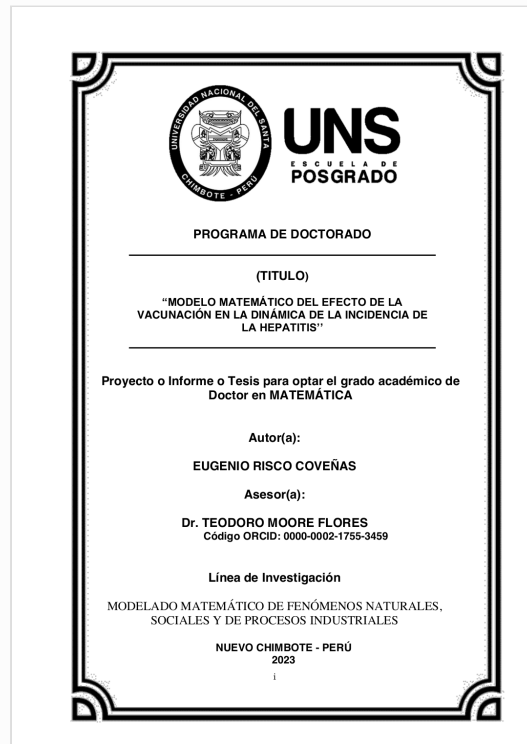 UNIVERSIDAD NACIONAL DEL SANTA
CHIMBOTE - PERÚ
UNS
ESCUELA DE
POSGRADO
PROGRAMA DE DOCTORADO
(TITULO)
“MODELO MATEMÁTICO DEL EFECTO DE LA
VACUNACIÓN EN LA DINÁMICA DE LA INCIDENCIA DE
LA HEPATITIS’’
Proyecto o Informe o Tesis para optar el grado académico de
Doctor en MATEMÁTICA
Autor(a):
EUGENIO RISCO COVEÑAS
Asesor(a):
Dr. TEODORO MOORE FLORES
Código ORCID: 0000-0002-1755-3459
Línea de Investigación
MODELADO MATEMÁTICO DE FENÓMENOS NATURALES,
SOCIALES Y DE PROCESOS INDUSTRIALES
NUEVO CHIMBOTE - PERÚ
2023
i